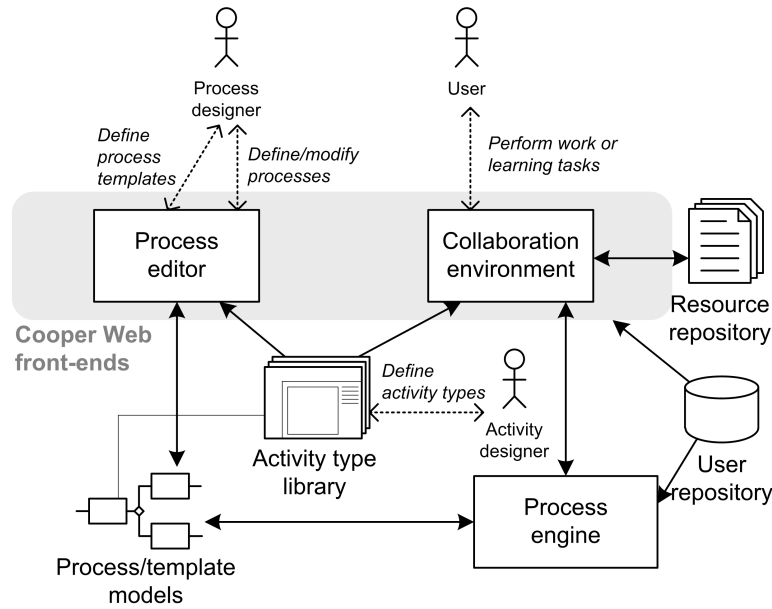 Process
designer
User
Define
process
templates
Define/modify
processes
Perform work or
learning tasks
Process
editor
Collaboration
environment
Resource
repository
Cooper Web
front-ends
Define
activity types
Activity
designer
Activity type
library
User
repository
Process
engine
Process/template
models